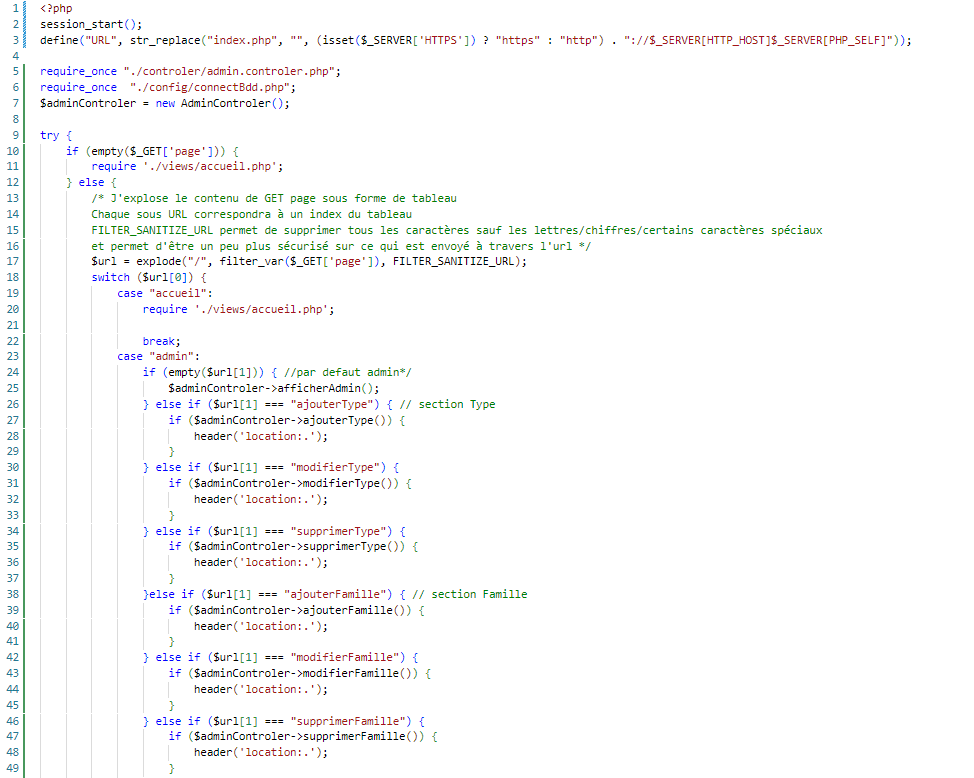 1 <?php
2 session_start();
3 define("URL", str_replace("index.php", "", (isset($_SERVER['HTTPS']) ? "https" : "http") . "://$_SERVER[HTTP_HOST]$_SERVER[PHP_SELF]"));
4
5 require_once "./controler/admin.controler.php";
6 require_once  "./config/connectBdd.php";
7 $adminControler = new AdminControler();
8
9 try {
10     if (empty($_GET['page'])) {
11         require './views/accueil.php';
12     } else {
13         /* J'explose le contenu de GET page sous forme de tableau
14         Chaque sous URL correspondra à un index du tableau
15         FILTER_SANITIZE_URL permet de supprimer tous les caractères sauf les lettres/chiffres/certains caractères spéciaux
16         et permet d'être un peu plus sécurisé sur ce qui est envoyé à travers l'url */
17         $url = explode("/", filter_var($_GET['page']), FILTER_SANITIZE_URL);
18         switch ($url[0]) {
19             case "accueil":
20                 require './views/accueil.php';
21
22                 break;
23             case "admin":
24                 if (empty($url[1])) { //par defaut admin*/
25                     $adminControler->afficherAdmin();
26                 } else if ($url[1] === "ajouterType") { // section Type
27                     if ($adminControler->ajouterType()) {
28                         header('location:.');
29                     }
30                 } else if ($url[1] === "modifierType") {
31                     if ($adminControler->modifierType()) {
32                         header('location:.');
33                     }
34                 } else if ($url[1] === "supprimerType") {
35                     if ($adminControler->supprimerType()) {
36                         header('location:.');
37                     }
38                 }else if ($url[1] === "ajouterFamille") { // section Famille
39                     if ($adminControler->ajouterFamille()) {
40                         header('location:.');
41                     }
42                 } else if ($url[1] === "modifierFamille") {
43                     if ($adminControler->modifierFamille()) {
44                         header('location:.');
45                     }
46                 } else if ($url[1] === "supprimerFamille") {
47                     if ($adminControler->supprimerFamille()) {
48                         header('location:.');
49                     }